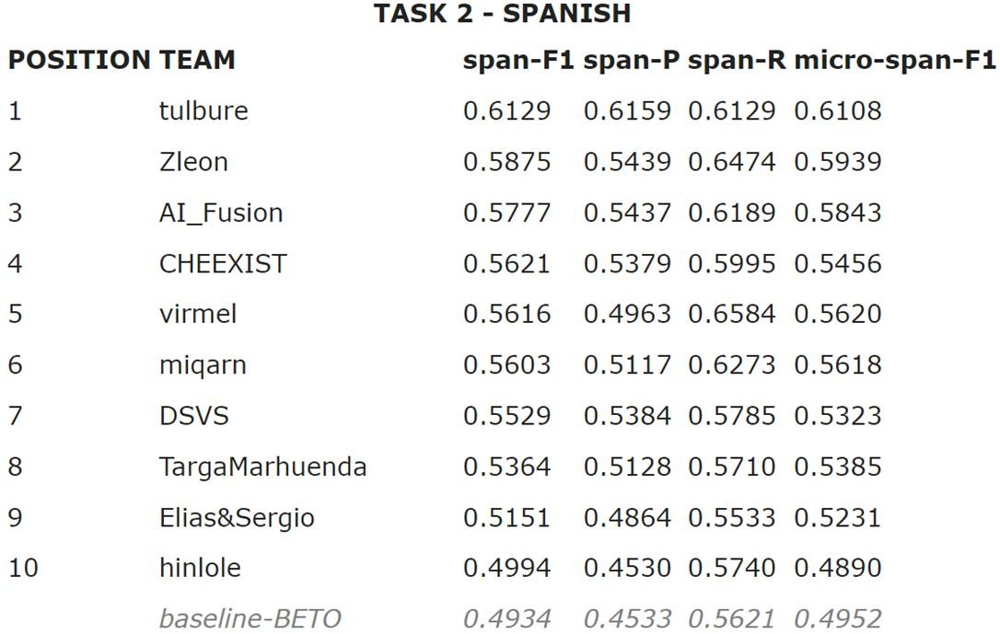 TASK 2 - SPANISH
POSITION TEAM span-F1 span-P span-R micro-span-F1
1 tulbure 0.6129 0.6159 0.6129 0.6108
2 Zleon 0.5875 0.5439 0.6474 0.5939
3 AI_Fusion 0.5777 0.5437 0.6189 0.5843
4 CHEEXIST 0.5621 0.5379 0.5995 0.5456
5 virmel 0.5616 0.4963 0.6584 0.5620
6 miqarn 0.5603 0.5117 0.6273 0.5618
7 DSVS 0.5529 0.5384 0.5785 0.5323
8 TargaMarhuenda 0.5364 0.5128 0.5710 0.5385
9 Elias&Sergio 0.5151 0.4864 0.5533 0.5231
10 hinlole 0.4994 0.4530 0.5740 0.4890
baseline-BETO 0.4934 0.4533 0.5621 0.4952